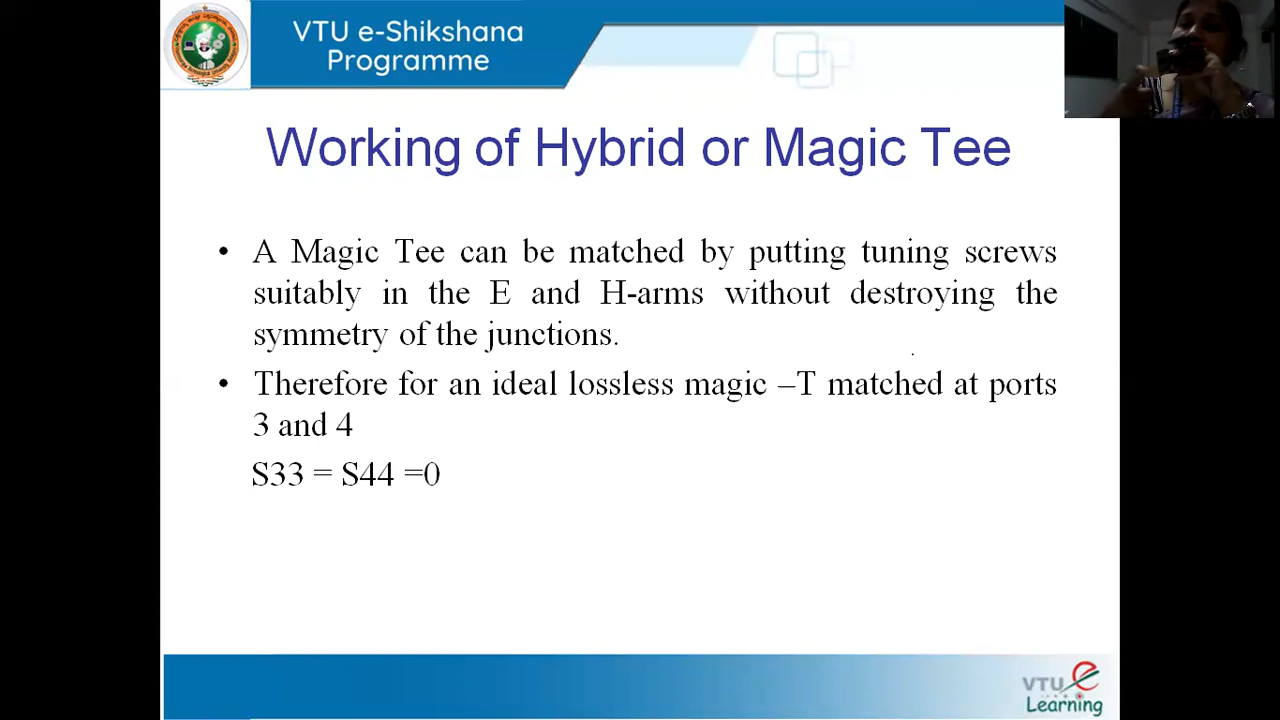 VTU e-Shikshana
Programme
Working of Hybrid or Magic Tee
• A Magic Tee can be matched by putting tuning screws
suitably in the E and H-arms without destroying the
symmetry of the junctions.
• Therefore for an ideal lossless magic –T matched at ports
3 and 4
S33 = S44 =0
VTU e
Learning